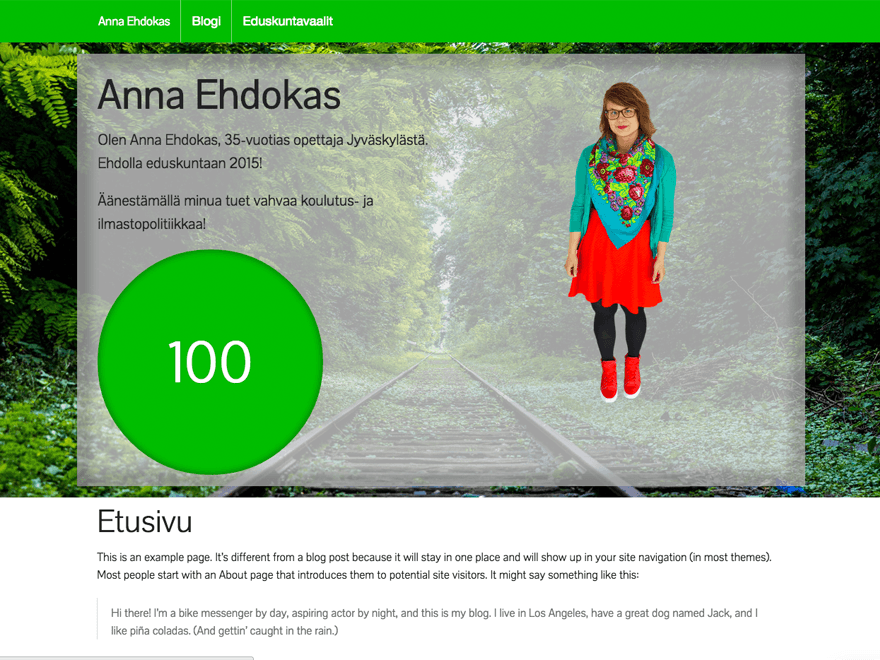 Anna Ehdokas Blogi Eduskuntavaalit
Anna Ehdokas
Olen Anna Ehdokas, 35-vuotias opettaja Jyväskylästä.
Ehdolla eduskuntaan 2015!
Äänestämällä minua tuet vahvaa koulutus- ja
ilmastopolitiikkaa!
100
Etusivu
This is an example page. It's different from a blog post because it will stay in one place and will show up in your site navigation (in most themes).
Most people start with an About page that introduces them to potential site visitors. It might say something like this:
Hi there! I'm a bike messenger by day, aspiring actor by night, and this is my blog. I live in Los Angeles, have a great dog named Jack, and I
like piña coladas. (And gettin' caught in the rain.)